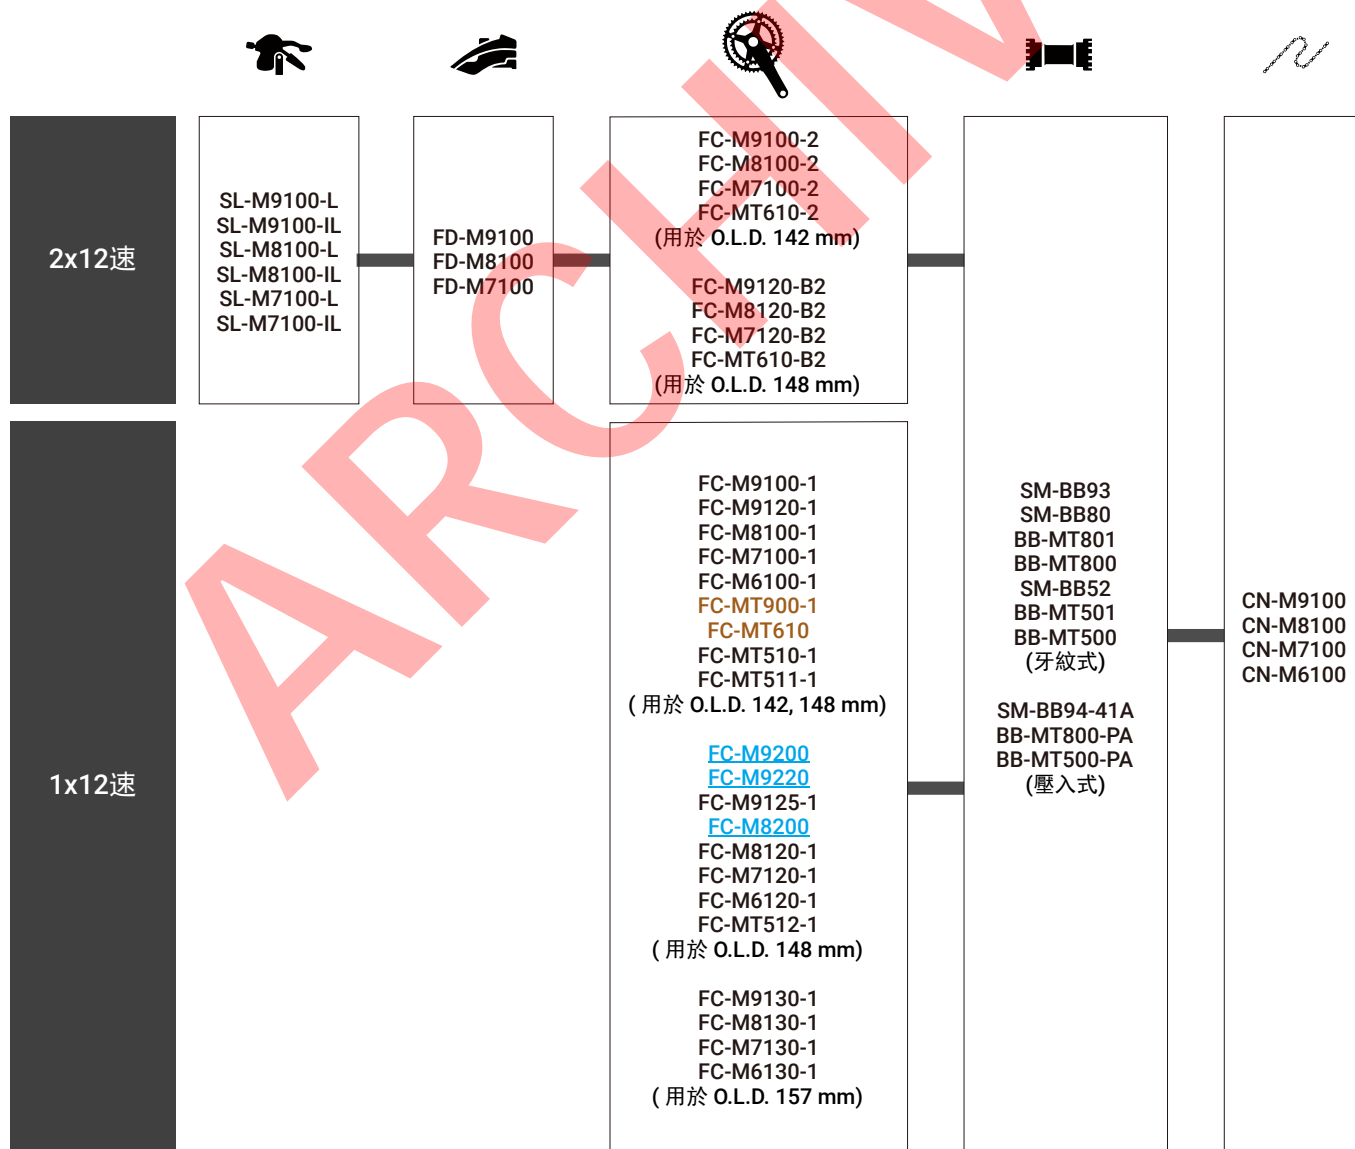 2x12速
SL-M9100-L
SL-M9100-IL
SL-M8100-L
SL-M8100-IL
SL-M7100-L
SL-M7100-IL
FD-M9100
FD-M8100
FD-M7100
FC-M9100-2
FC-M8100-2
FC-M7100-2
FC-MT610-2
(用於 O.L.D. 142 mm)
FC-M9120-B2
FC-M8120-B2
FC-M7120-B2
FC-MT610-B2
(用於 O.L.D. 148 mm)
1x12速
FC-M9100-1
FC-M9120-1
FC-M8100-1
FC-M7100-1
FC-M6100-1
FC-MT900-1
FC-MT610
FC-MT510-1
FC-MT511-1
( 用於 O.L.D. 142, 148 mm)
FC-M9200
FC-M9220
FC-M9125-1
FC-M8200
FC-M8120-1
FC-M7120-1
FC-M6120-1
FC-MT512-1
( 用於 O.L.D. 148 mm)
FC-M9130-1
FC-M8130-1
FC-M7130-1
FC-M6130-1
( 用於 O.L.D. 157 mm)
SM-BB93
SM-BB80
BB-MT801
BB-MT800
SM-BB52
BB-MT501
BB-MT500
(牙紋式)
SM-BB94-41A
BB-MT800-PA
BB-MT500-PA
(壓入式)
CN-M9100
CN-M8100
CN-M7100
CN-M6100
ARCHIV